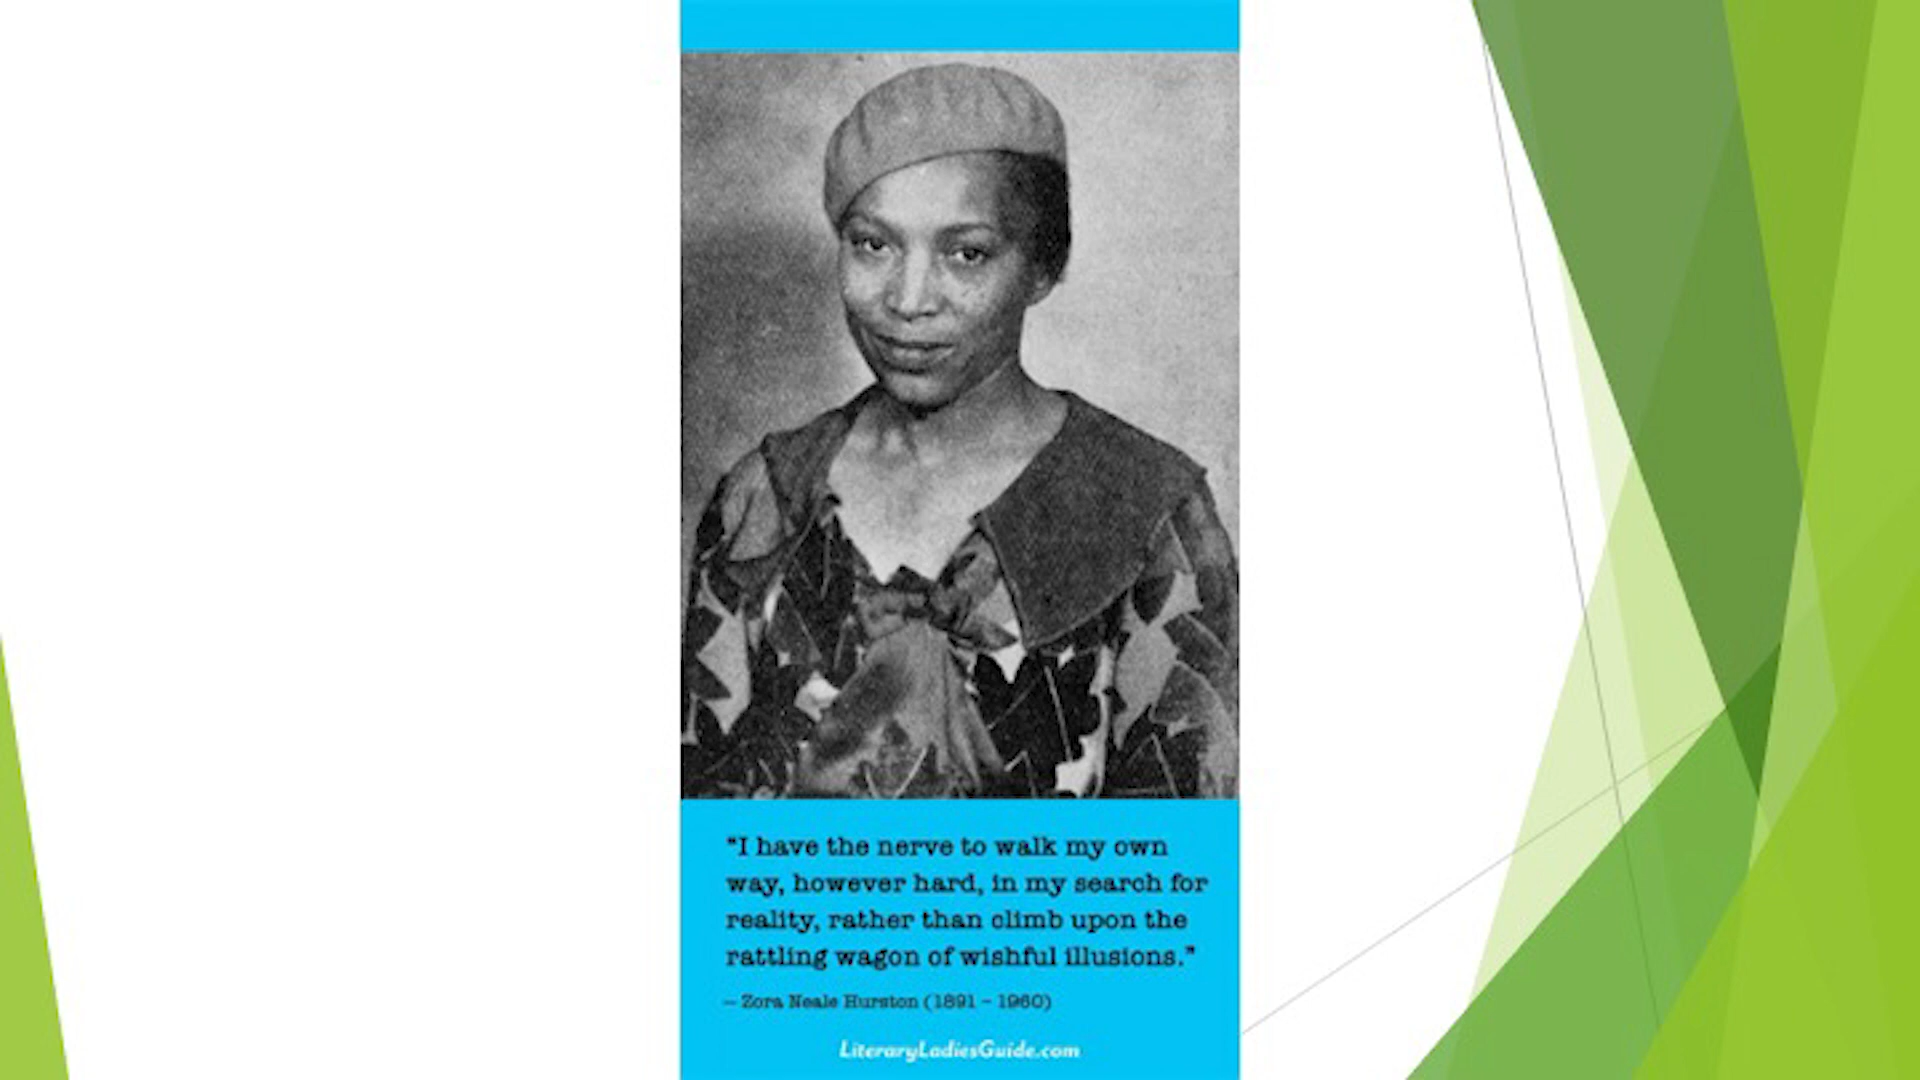 "I have the nerve to walk my own
way, however hard, in my search for
reality, rather than climb upon the
rattling wagon of wishful illusions."
– Zora Neale Hurston (1891 – 1960)
LiteraryLadiesGuide.com